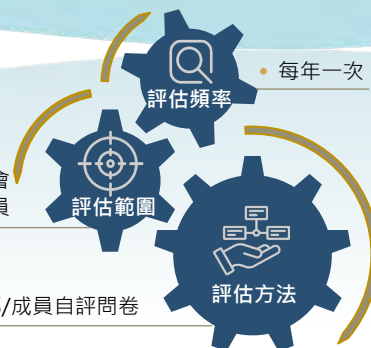 每年一次
評估頻率
會
員
評估範圍
/成員自評問卷
評估方法